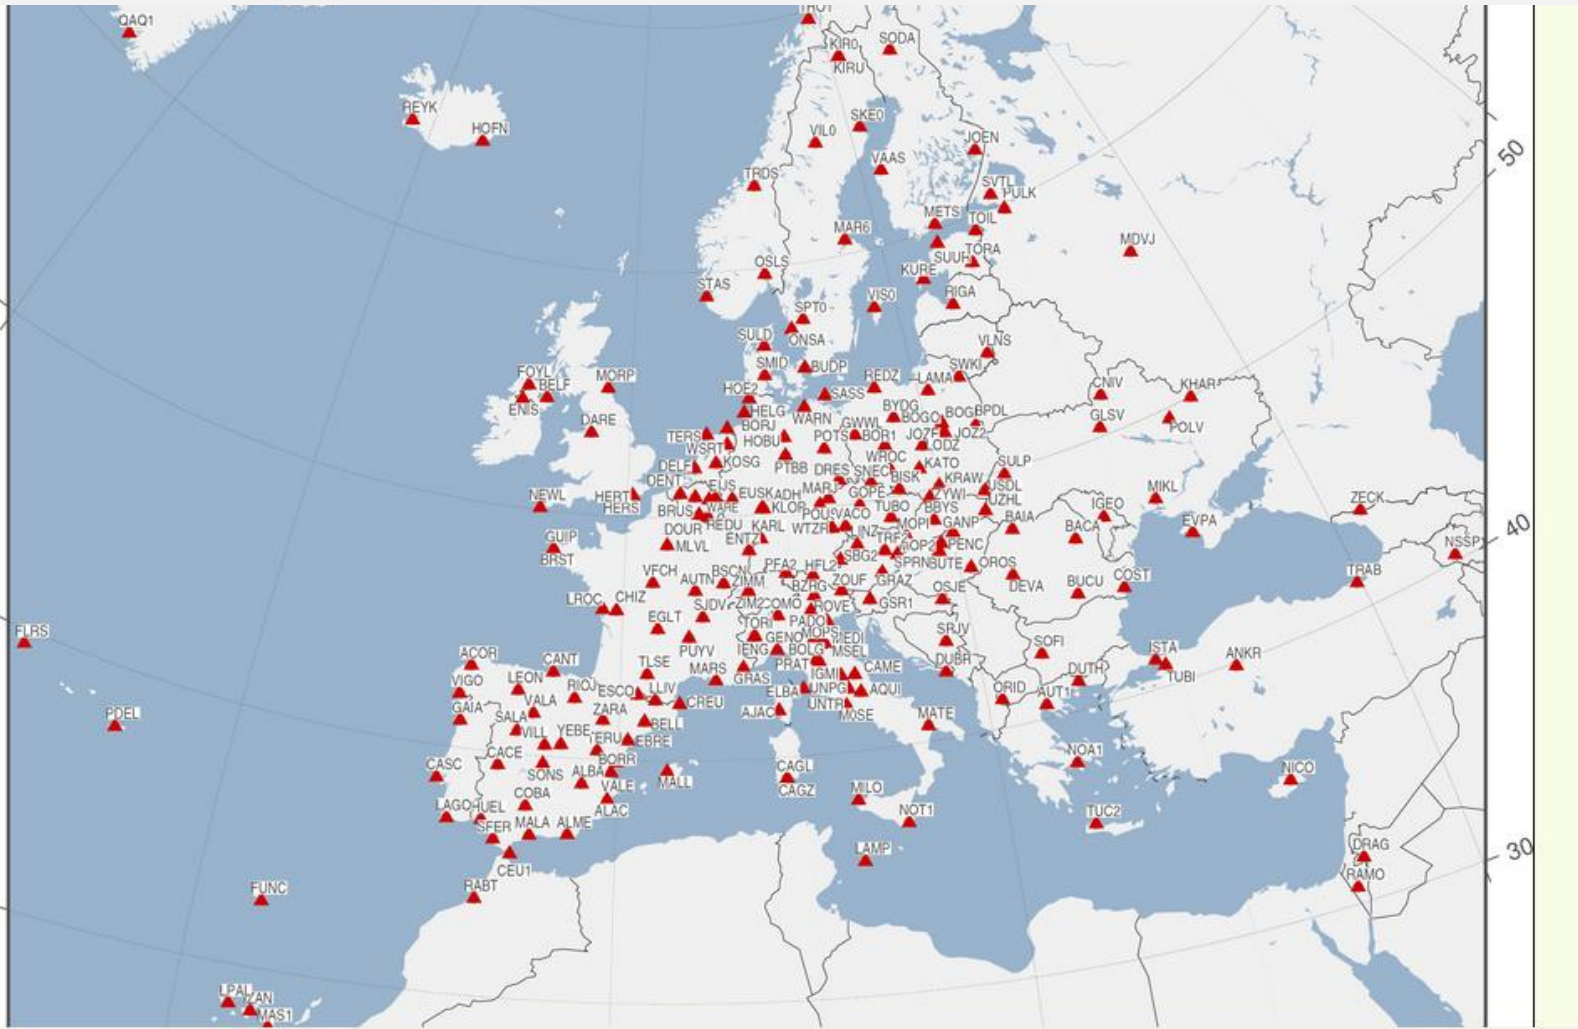 QAQ1
TRO1
KIR0
KIRU
SODA
REYK
HOFN
SKE0
VIL0
JOEN
VAAS
50
TRDS
SVTL
PULK
METS
TOIL
MAR6
MDVJ
SUUR
TORA
KURE
OSLS
STAS
VIS0
RIGA
SPT0
ONSA
SULD
VLNS
SMID
BUDP
SWKI
FOYL
BELF
MORP
REDZ
LAMA
CNIV
KHAR
HOE2
SASS
ENIS
DARE
HELG
WARN
BYDG
BOGO
BOGI
BPDL
GLSV
POLV
TERS
BORJ
HOBU
POTS
GWWL
BOR1
JOZ2
LODZ
WSRT
KOSG
PTBB
WROC
KATO
SULP
DELF
DRES
SNEC
BISK
KRAW
DENT
EUSK
KLOP
MARJ
GOPE
ZYWI
USDL
UZHL
MIKL
NEWL
HERT
HERS
BRUS
WARE
TUBO
BBYS
BAIA
IGEO
ZECK
40
DOUR
REDU
KARL
WTZR
MOPI
GANP
BACA
EVPA
GUIP
BRST
MLVL
ENTZ
SBG2
PENC
NSSP
VFCH
AUTN
BSCN
ZIMM
PFA2
HFL2
SPRN
BUTE
OROS
DEVA
BUCU
COST
TRAB
BZRG
ZOUF
GRAZ
OSJE
LROC
CHIZ
SJDV
ZIM2
COMO
ROVE
GSR1
EGLT
TORI
PADO
FLRS
PUYV
IENG
GENO
BOLG
MOPS
MEDI
MSEL
SRJV
SOFI
ISTA
ANKR
ACOR
CANT
TLSE
MARS
GRAS
PRAT
IGMI
CAME
DUBR
DUTH
TUBI
VIGO
LEON
RIOJ
ESCO
LLIV
CREU
ELBA
UNPG
AQUI
ORID
AUT1
GAIA
VALA
ZARA
AJAC
UNTR
M0SE
MATE
PDEL
SALA
VILL
YEBE
BELL
EBRE
NOA1
CASC
CACE
SONS
ALBA
BORR
VALE
MALL
CAGL
CAGZ
MILO
NICO
LAGO
COBA
ALAC
NOT1
TUC2
SFER
MALA
ALME
LAMP
DRAG
30
CEU1
RAMO
FUNC
RABT
LPAL
MAS1